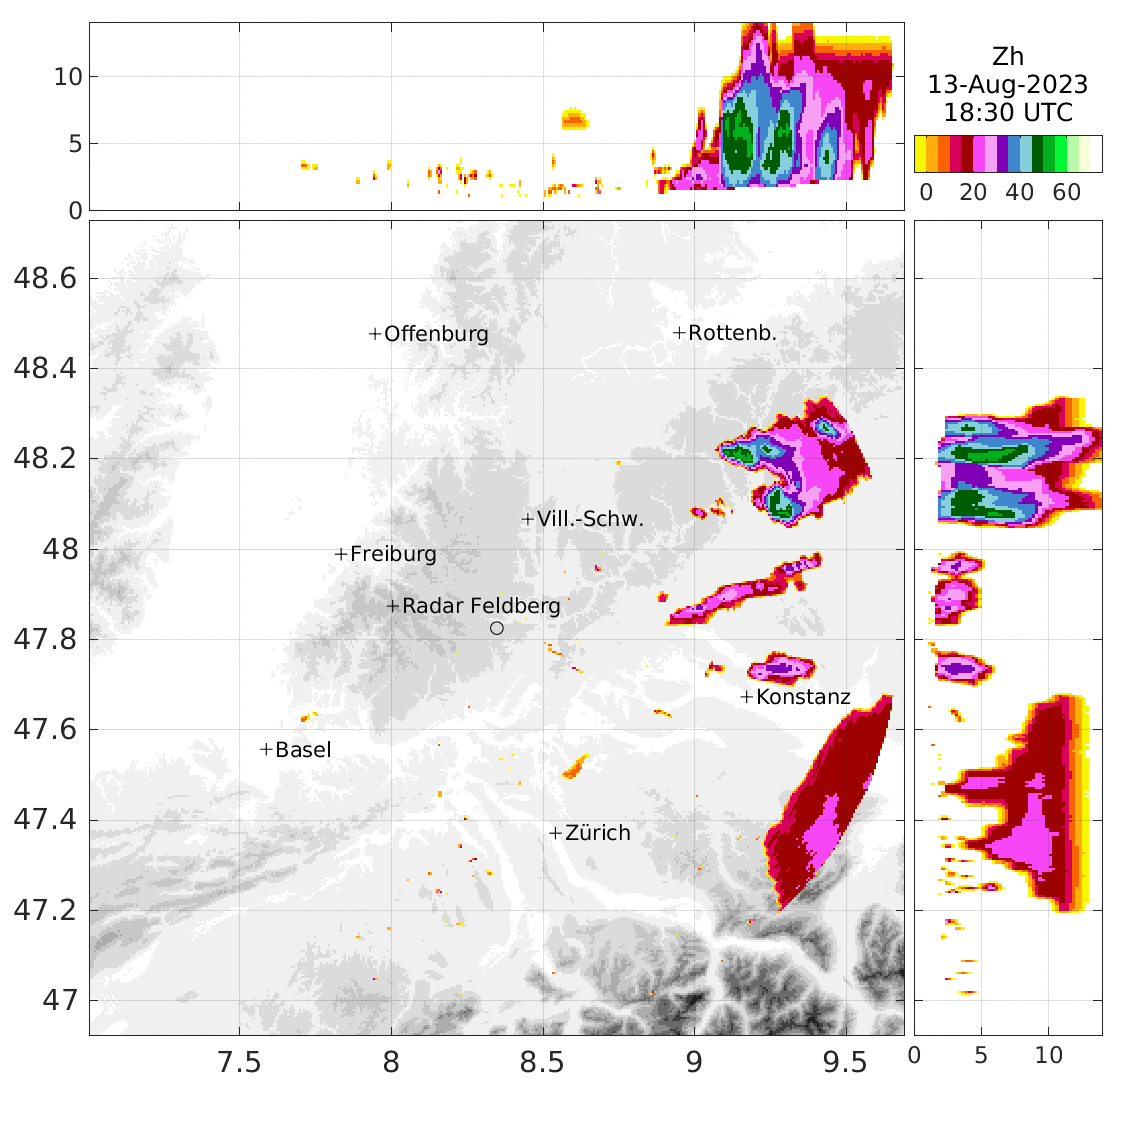 10
5
0
Zh
13-Aug-2023
18:30 UTC
0 20 40 60
48.6
48.4
48.2
48
47.8
47.6
47.4
47.2
47
+Offenburg
+Rottenb.
+Vill.-Schw.
+Freiburg
+Radar Feldberg
+Konstanz
+Basel
+Zürich
7.5 8 8.5 9 9.5
0 5 10